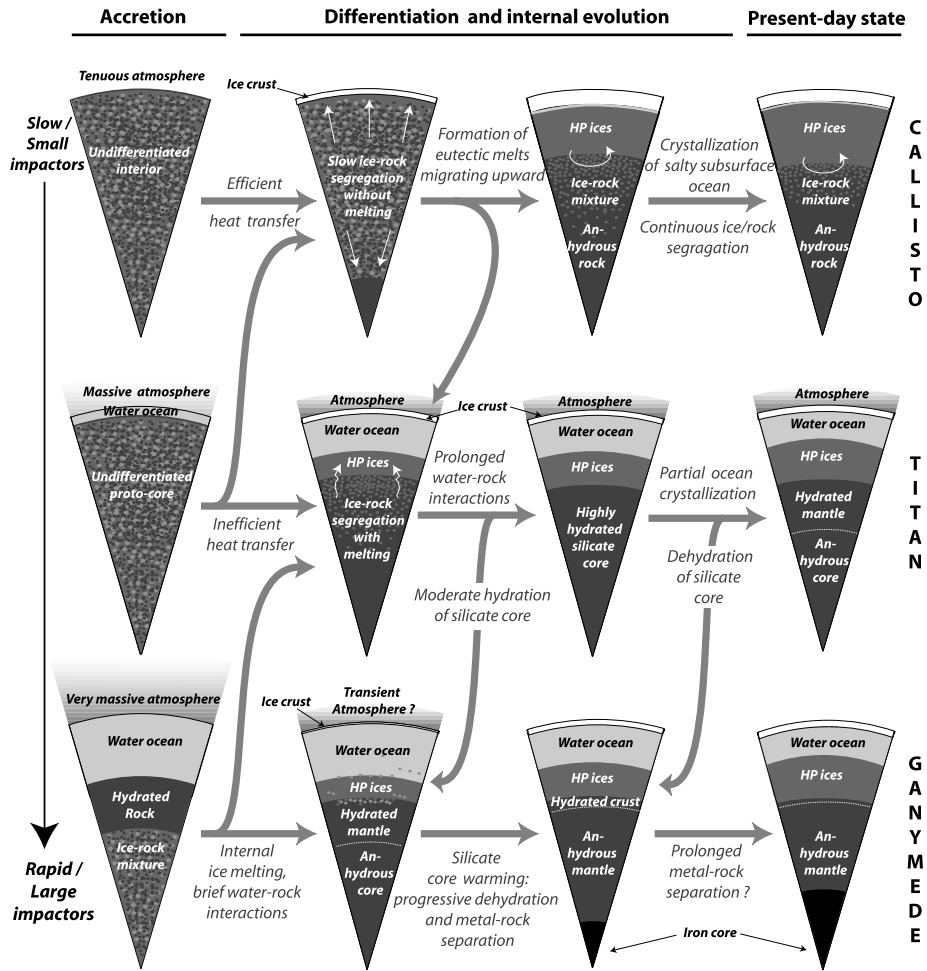 Accretion
Differentiation and internal evolution
Present-day state
Slow /
Small
impactors
Rapid /
Large
impactors
Tenuous atmosphere
Undifferentiated
interior
Efficient
heat transfer
Ice crust
Slow ice-rock
segregation
without
melting
Formation of
eutectic melts
migrating upward
HP ices
Ice-rock
mixture
An-
hydrous
rock
Crystallization
of salty subsurface
ocean
Continuous ice/rock
segragation
HP ices
Ice-rock
mixture
An-
hydrous
rock
C
A
L
L
I
S
T
O
Massive atmosphere
Water ocean
Undifferentiated
proto-core
Inefficient
heat transfer
Atmosphere
Ice crust
Water ocean
HP ices
Ice-rock
segregation
with
melting
Prolonged
water-rock
interactions
Moderate hydration
of silicate core
Atmosphere
Water ocean
HP ices
Highly
hydrated
silicate
core
Partial ocean
crystallization
Dehydration
of silicate
core
Atmosphere
Water ocean
HP ices
Hydrated
mantle
An-
hydrous
core
T
I
T
A
N
Very massive atmosphere
Water ocean
Hydrated
Rock
Ice-rock
mixture
Internal
ice melting,
brief water-rock
interactions
Ice crust
Transient
Atmosphere ?
Water ocean
HP ices
Hydrated
mantle
An-
hydrous
core
Silicate
core warming:
progressive dehydration
and metal-rock
separation
Water ocean
HP ices
Hydrated crust
An-
hydrous
mantle
Prolonged
metal-rock
separation ?
Iron core
Water ocean
HP ices
An-
hydrous
mantle
G
A
N
Y
M
E
D
E